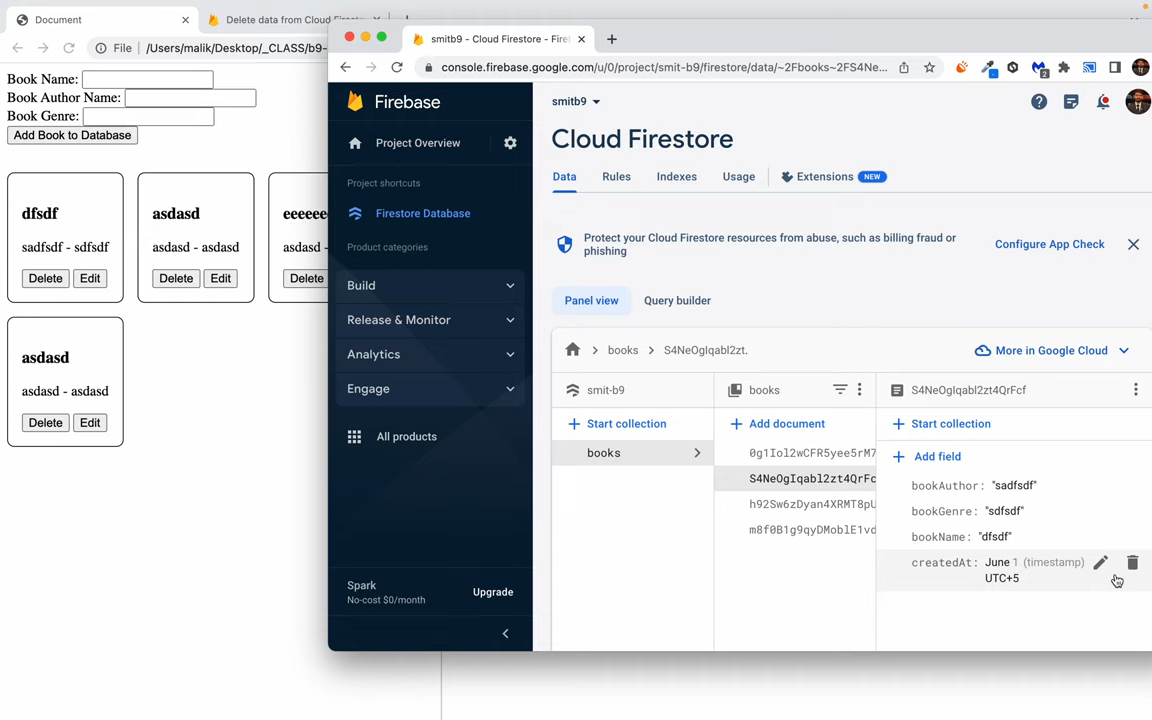 Document
Delete data from Cloud Firest
File
/Users/malik/Desktop/_CLASS/b9-
Book Name:
Book Author Name:
Book Genre:
Add Book to Database
dfsdf
sadfsdf - sdfsdf
Delete
Edit
asdasd
asdasd - asdasd
Delete
Edit
eeeeee
asdasd -
Delete
asdasd
asdasd - asdasd
Delete
Edit
smitb9 - Cloud Firestore - Fire
console.firebase.google.com/u/0/project/smit-b9/firestore/data/~2Fbooks~2FS4Ne...
2
Firebase
Project Overview
Project shortcuts
Firestore Database
Product categories
Build
Release & Monitor
Analytics
Engage
All products
Spark
No-cost $0/month
Upgrade
smitb9
Cloud Firestore
Data
Rules
Indexes
Usage
Extensions
NEW
Protect your Cloud Firestore resources from abuse, such as billing fraud or
phishing
Configure App Check
Panel view
Query builder
books
S4NeOgIqabl2zt.
More in Google Cloud
smit-b9
Start collection
books
books
Add document
0g1Iol2wCFR5yee5rM7
S4NeOgIqabl2zt4QrFc
h92Sw6zDyan4XRMT8pU
m8f0B1g9qyDMoblE1vd
S4NeOgIqabl2zt4QrFcf
Start collection
Add field
bookAuthor: "sadfsdf"
bookGenre: "sdfsdf"
bookName: "dfsdf"
createdAt: June 1 (timestamp)
UTC+5